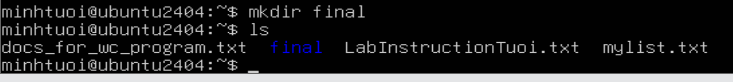 minhtuoi@ubuntu2404:~$ mkdir final
minhtuoi@ubuntu2404:~$ ls
docs_for_wc_program.txt  final  LabInstructionTuoi.txt  mylist.txt
minhtuoi@ubuntu2404:~$ _